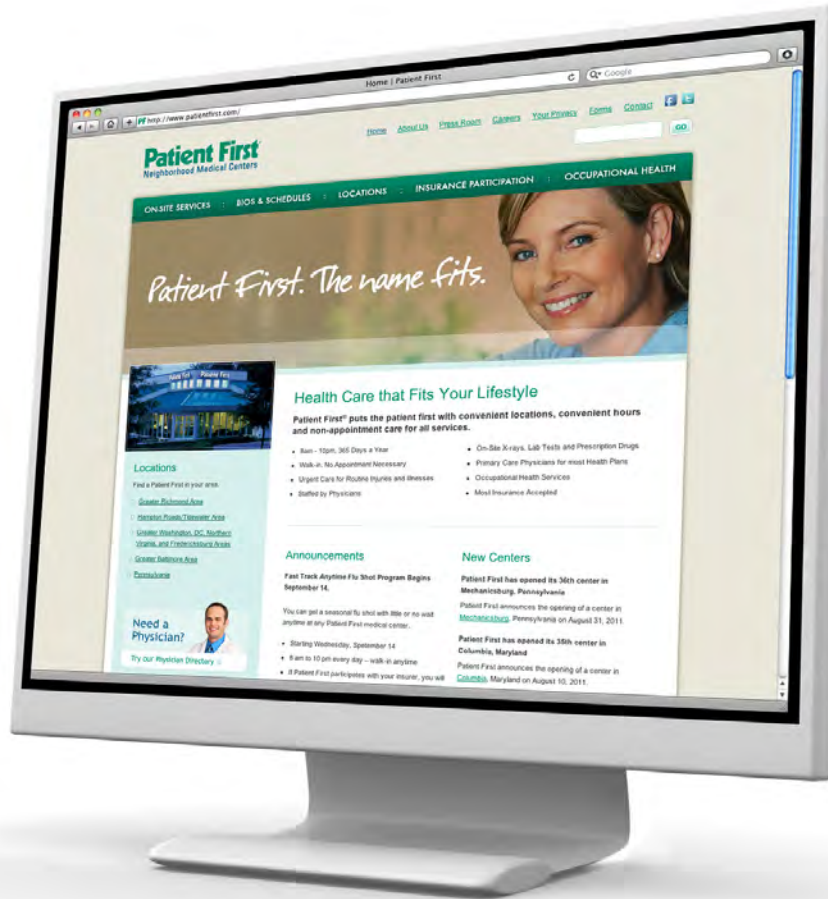 Home | Patient First
http://www.patientfirst.com/
Google
Home About Us Press Room Careers Your Privacy Forms Contact
GO
Patient First
Neighborhood Medical Centers
ON-SITE SERVICES : BIOS & SCHEDULES : LOCATIONS : INSURANCE PARTICIPATION : OCCUPATIONAL HEALTH
Patient First. The name fits.
Patient First
Health Care that Fits Your Lifestyle
Patient First® puts the patient first with convenient locations, convenient hours
and non-appointment care for all services.
8am - 10pm, 365 Days a Year
Walk-in, No Appointment Necessary
Urgent Care for Routine Injuries and Illnesses
Staffed by Physicians
On-Site X-rays, Lab Tests and Prescription Drugs
Primary Care Physicians for most Health Plans
Occupational Health Services
Most Insurance Accepted
Locations
Find a Patient First in your area.
Greater Richmond Area
Hampton Roads/Tidewater Area
Greater Washington, DC, Northern
Virginia, and Fredericksburg Areas
Greater Baltimore Area
Pennsylvania
Need a
Physician?
Try our Physician Directory
Announcements
Fast Track Anytime Flu Shot Program Begins
September 14.
You can get a seasonal flu shot with little or no wait
anytime at any Patient First medical center.
Starting Wednesday, Spetember 14
8 am to 10 pm every day – walk-in anytime
If Patient First participates with your insurer, you will
New Centers
Patient First has opened its 36th center in
Mechanicsburg, Pennsylvania
Patient First announces the opening of a center in
Mechanicsburg, Pennsylvania on August 31, 2011.
Patient First has opened its 35th center in
Columbia, Maryland
Patient First announces the opening of a center in
Columbia, Maryland on August 10, 2011.